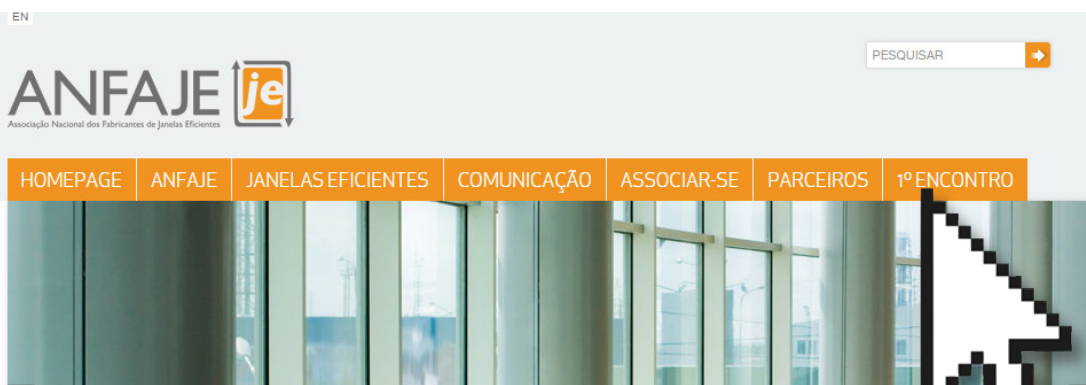 EN
PESQUISAR
ANFAJE je
Associação Nacional dos Fabricantes de Janelas Eficientes
HOMEPAGE ANFAJE JANELAS EFICIENTES COMUNICAÇÃO ASSOCIAR-SE PARCEIROS 1º ENCONTRO